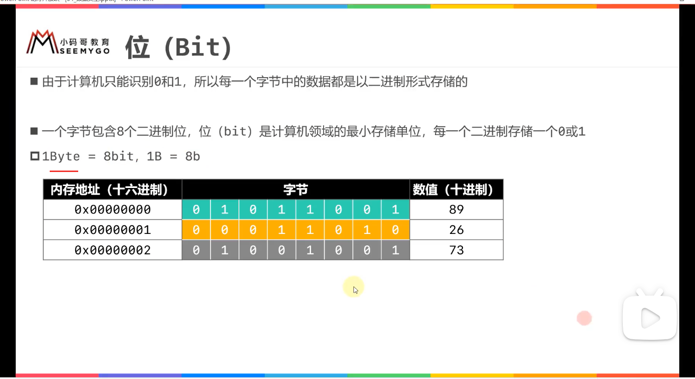 小码哥教育
SEEMYGO
位 (Bit)
由于计算机只能识别0和1，所以每一个字节中的数据都是以二进制形式存储的
一个字节包含8个二进制位，位（bit）是计算机领域的最小存储单位，每一个二进制存储一个0或1
1Byte = 8bit，1B = 8b
内存地址（十六进制） 字节 数值（十进制）
0x00000000 0 1 0 1 1 0 0 1 89
0x00000001 0 0 0 1 1 0 1 0 26
0x00000002 0 1 0 0 1 0 0 1 73